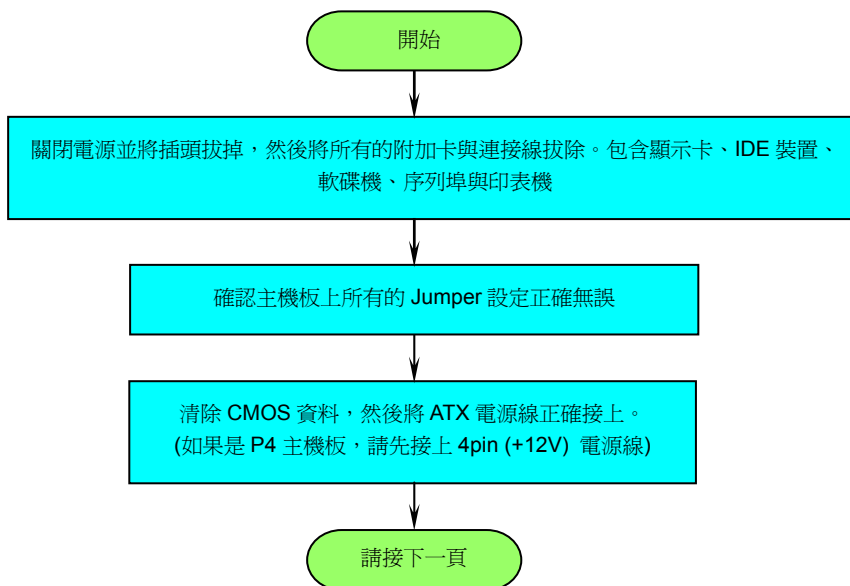 開始
關閉電源並將插頭拔掉，然後將所有的附加卡與連接線拔除。包含顯示卡、IDE 裝置、
軟碟機、序列埠與印表機
確認主機板上所有的 Jumper 設定正確無誤
清除 CMOS 資料，然後將 ATX 電源線正確接上。
(如果是 P4 主機板，請先接上 4pin (+12V) 電源線)
請接下一頁